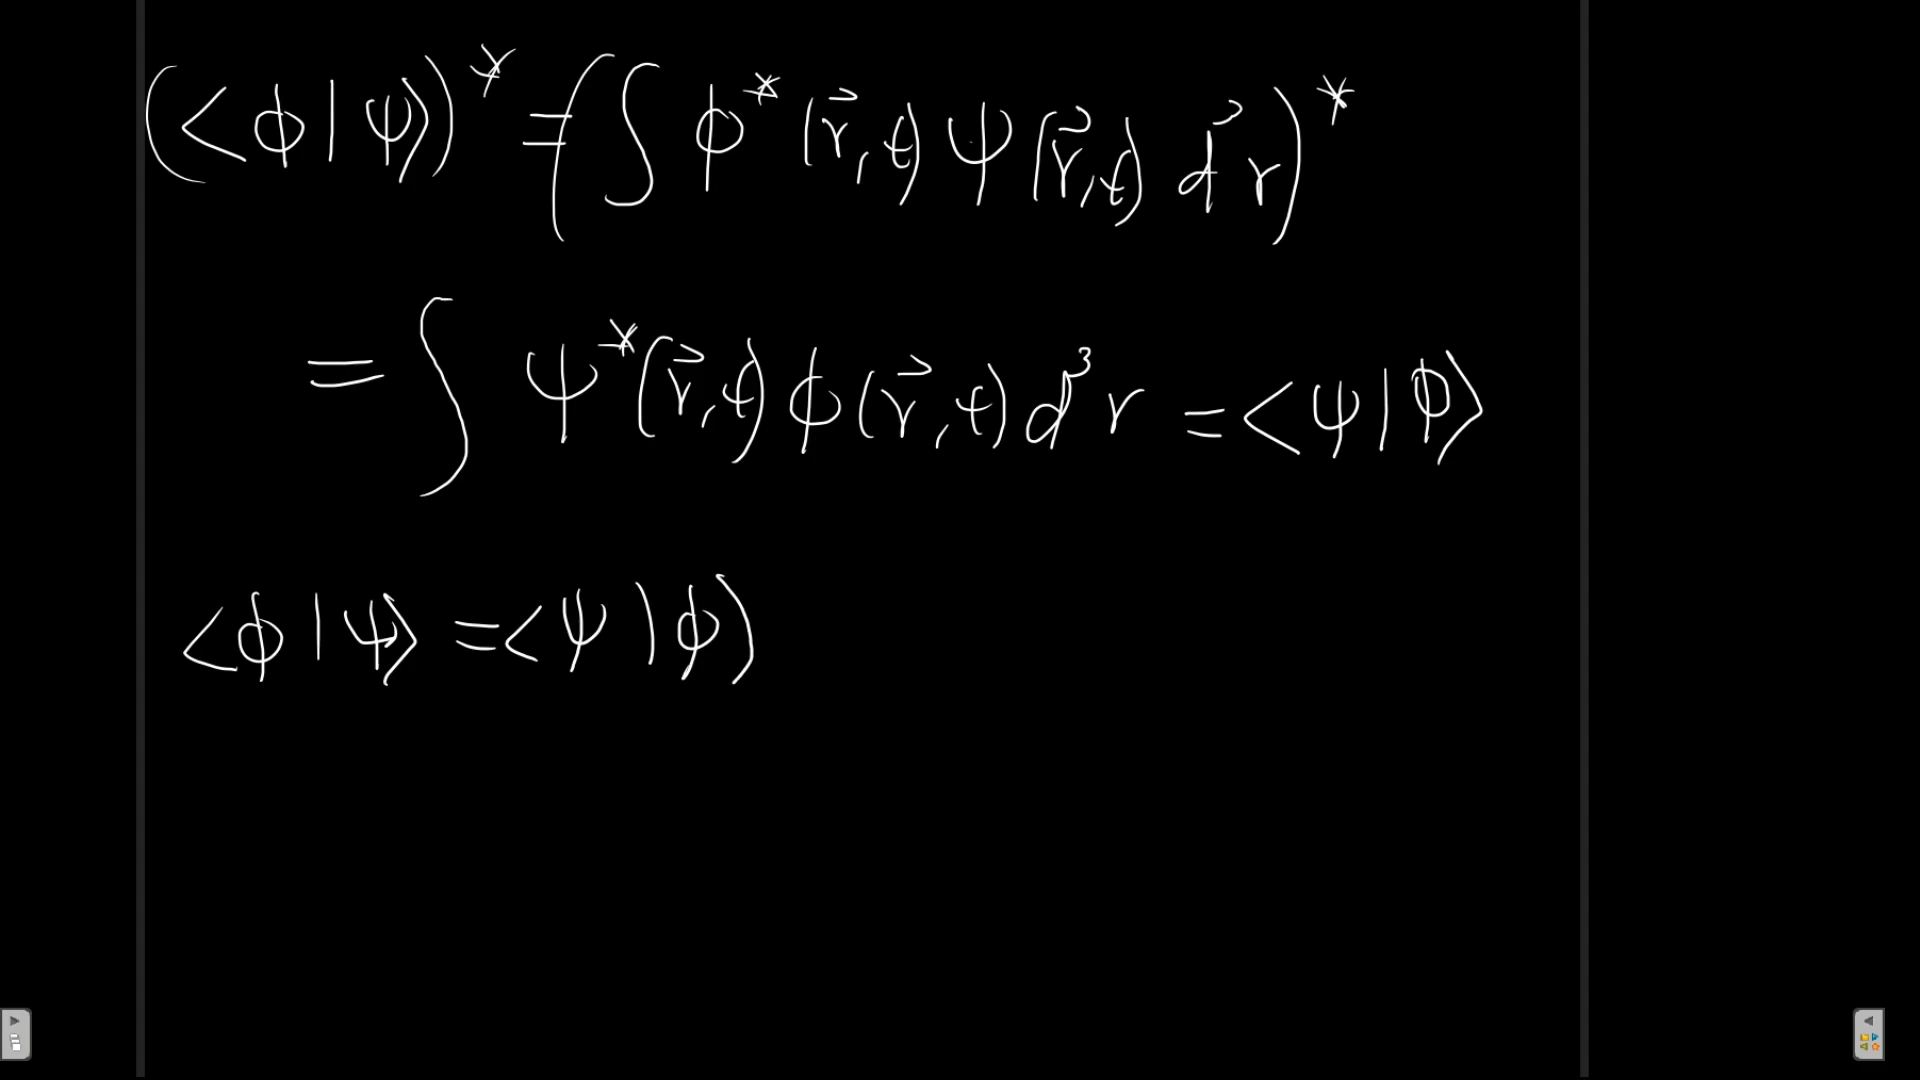 (<ϕ|ψ⟩)* = (∫ ϕ*(r⃗,t) ψ(r⃗,t) d³r)*
= ∫ ψ*(r⃗,t) ϕ(r⃗,t) d³r = <ψ|ϕ⟩
<ϕ|ψ⟩ = <ψ|ϕ⟩